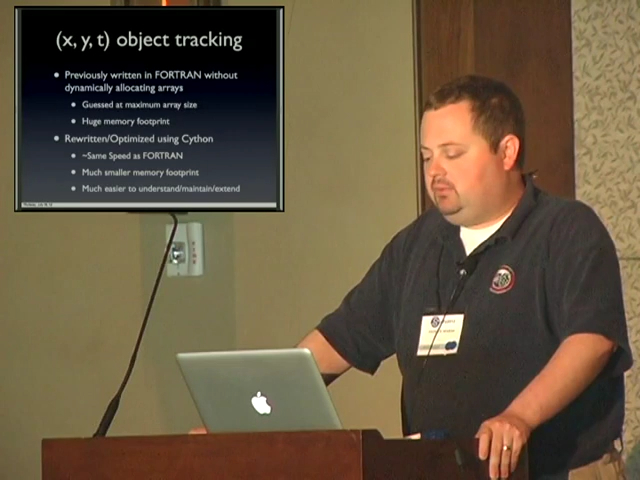 (x, y, t) object tracking
Previously written in FORTRAN without
dynamically allocating arrays
Guessed at maximum array size
Huge memory footprint
Rewritten/Optimized using Cython
~Same Speed as FORTRAN
Much smaller memory footprint
Much easier to understand/maintain/extend
FIRE